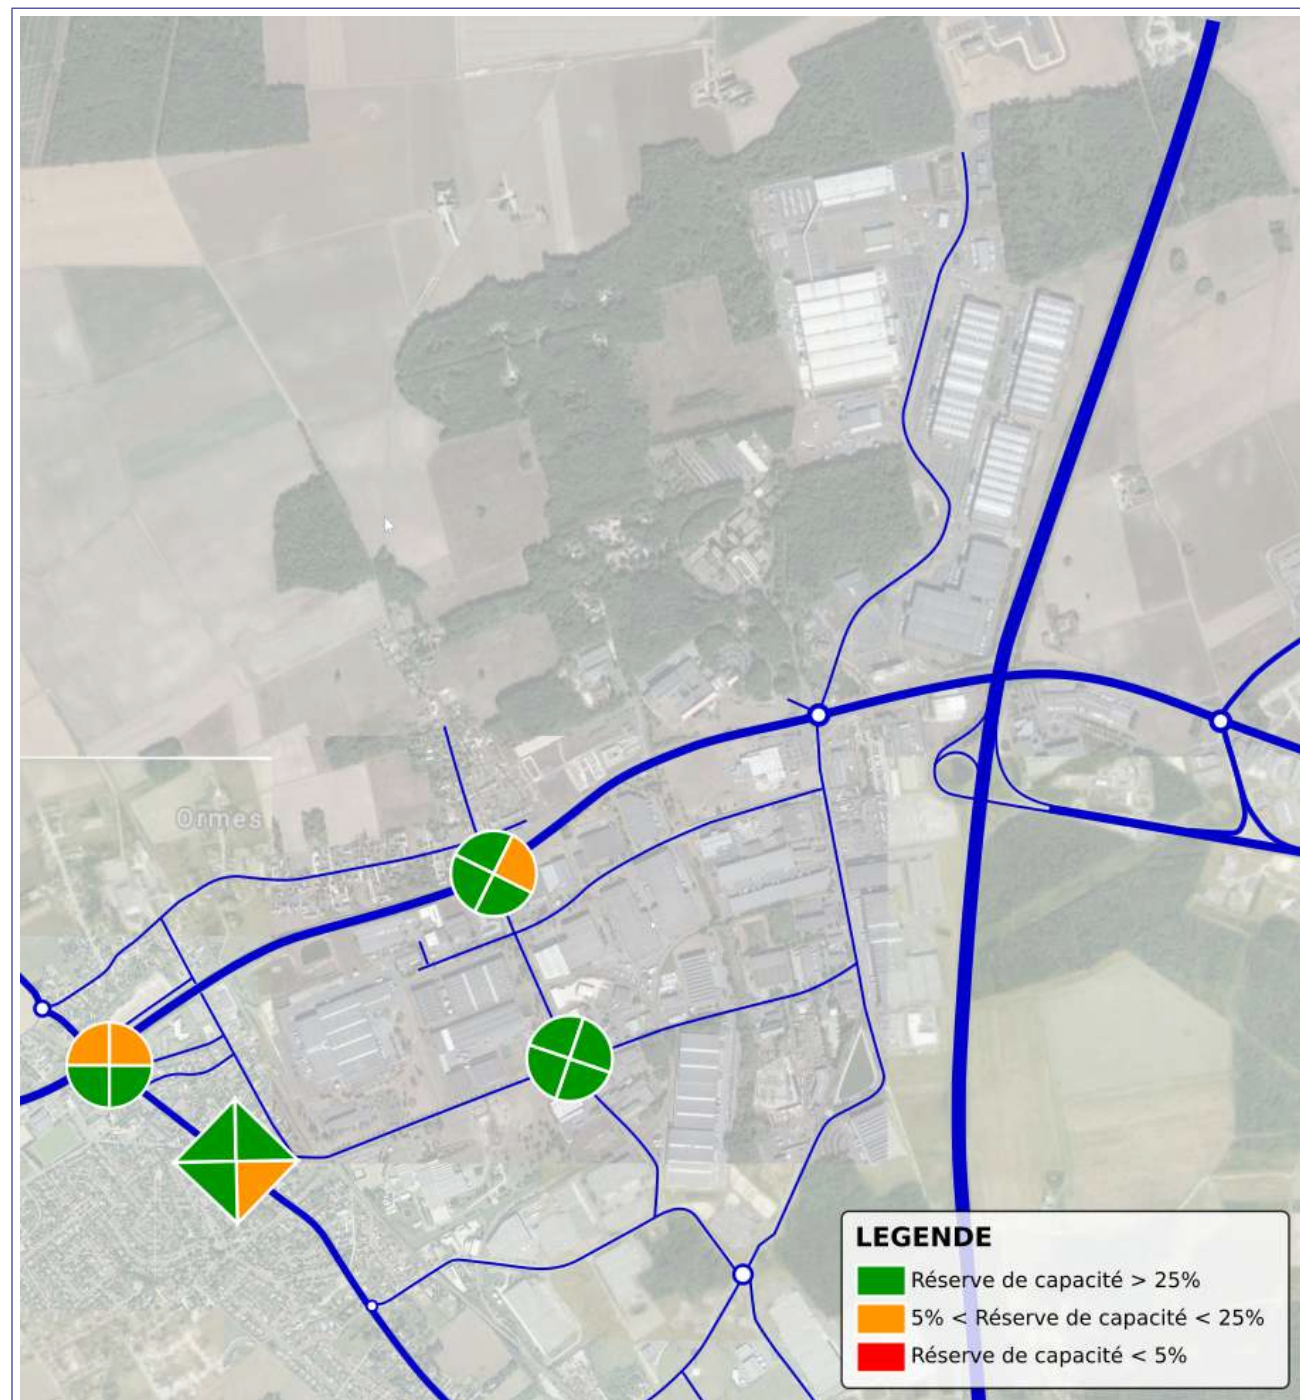 Ormes
LEGENDE
Réserve de capacité > 25%
5% < Réserve de capacité < 25%
Réserve de capacité < 5%